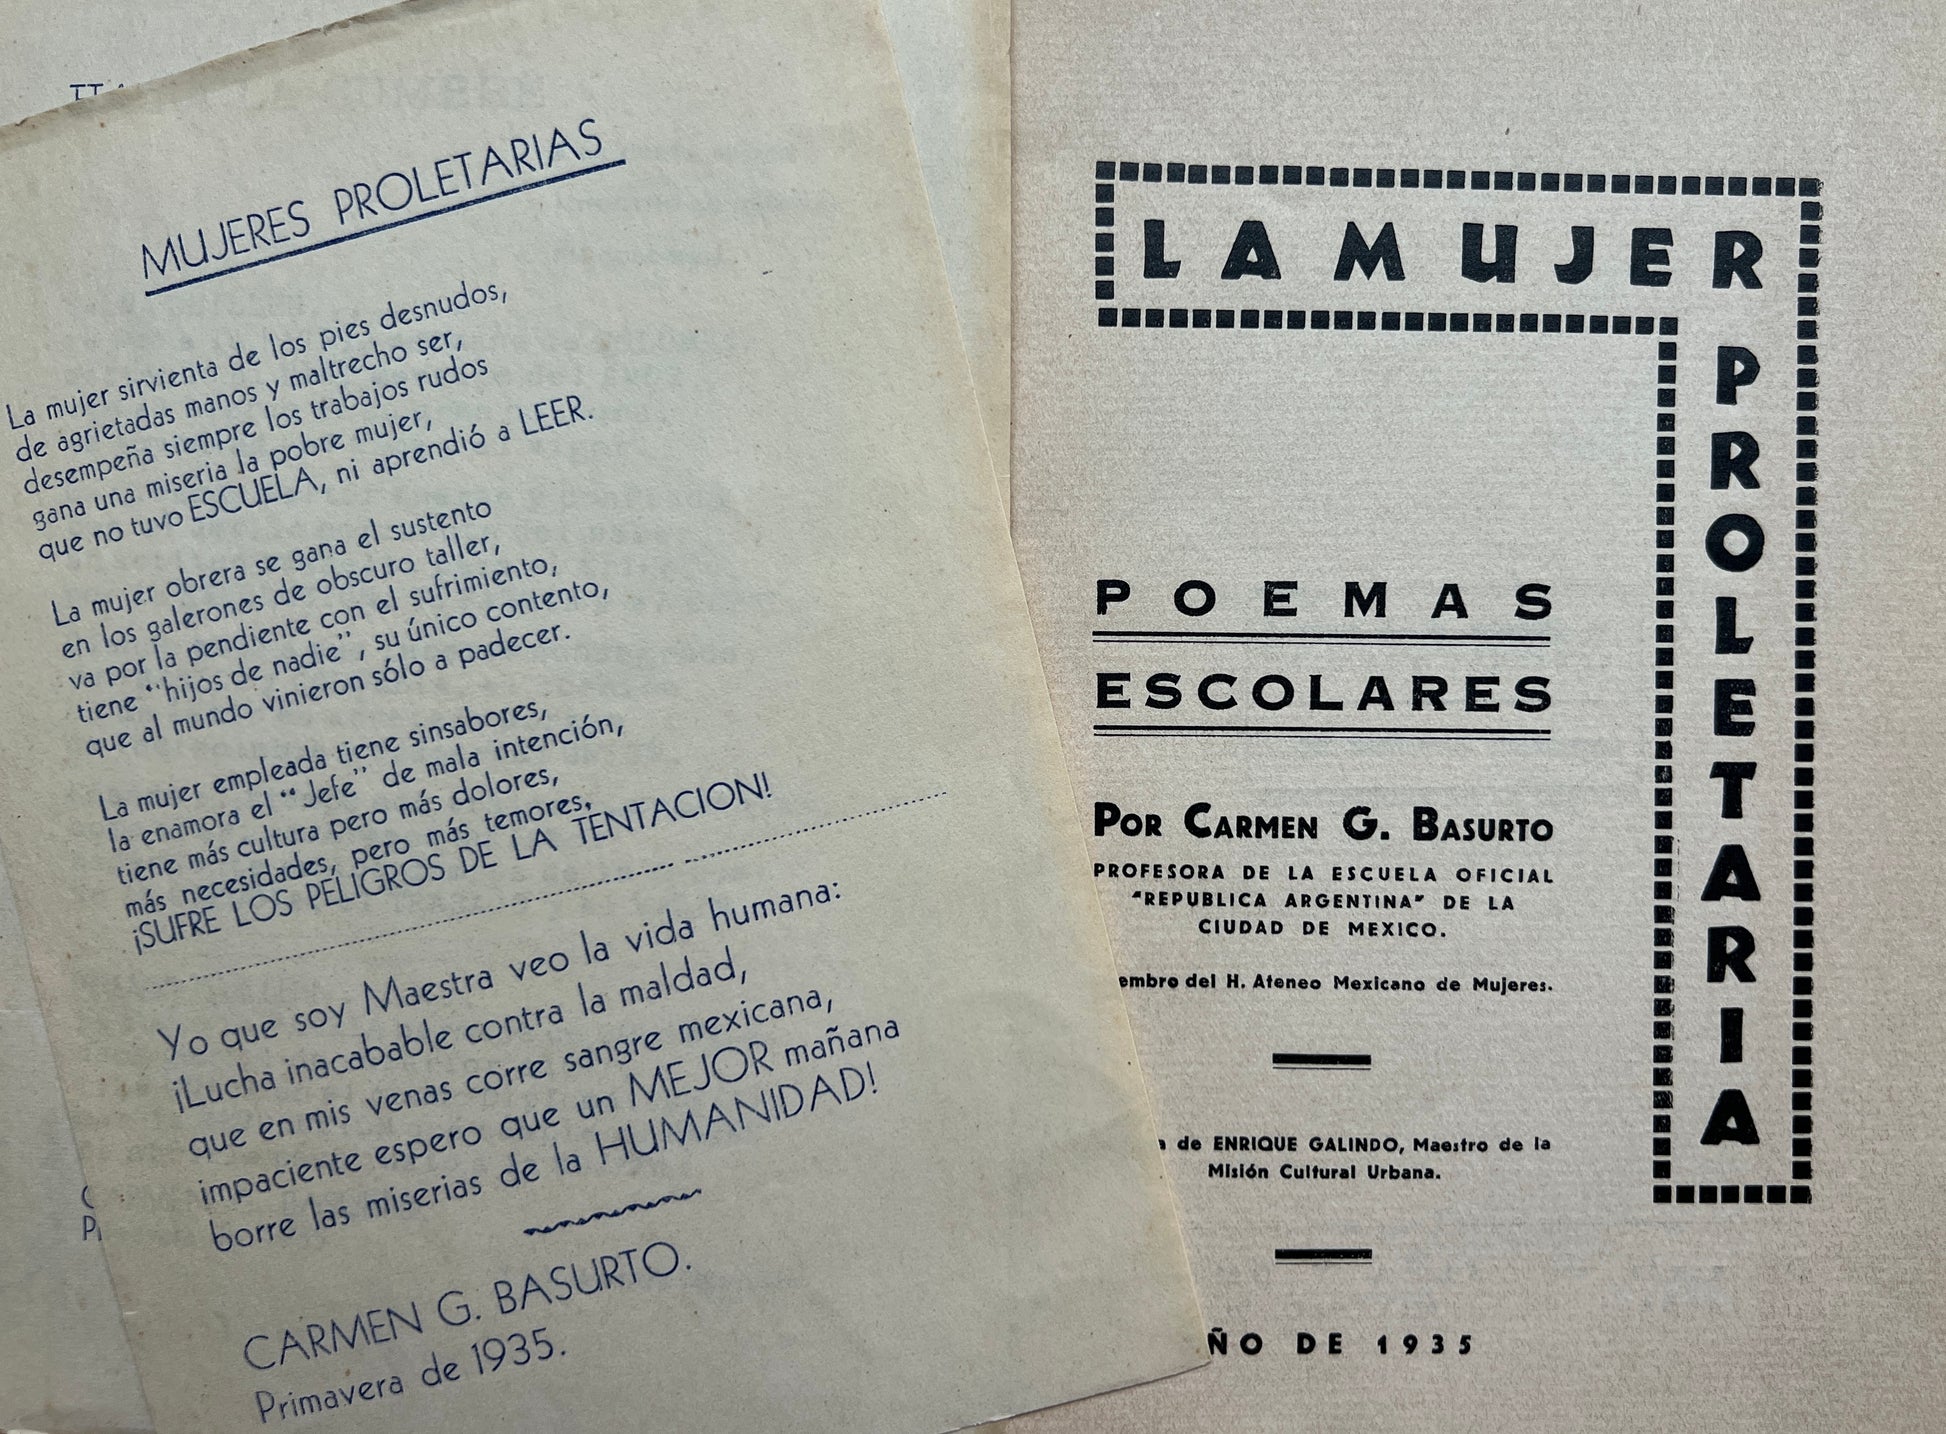 MUJERES PROLETARIAS
La mujer sirvienta de los pies desnudos,
de agrietadas manos y maltrecho ser,
desempeña siempre los trabajos rudos
gana una miseria la pobre mujer,
que no tuvo ESCUELA, ni aprendió a LEER.
La mujer obrera se gana el sustento
en los galerones de obscuro taller,
va por la pendiente con el sufrimiento,
tiene "hijos de nadie", su único contento,
que al mundo vinieron sólo a padecer.
La mujer empleada tiene sinsabores,
la enamora el "Jefe" de mala intención,
tiene más cultura pero más dolores,
más necesidades, pero más temores.
¡SUFRE LOS PELIGROS DE LA TENTACION!
Yo que soy Maestra veo la vida humana:
¡Lucha inacabable contra la maldad,
que en mis venas corre sangre mexicana,
impaciente espero que un MEJOR mañana
borre las miserias de la HUMANIDAD!
CARMEN G. BASURTO.
Primavera de 1935.
LA MUJER
PROLETARIA
POEMAS
ESCOLARES
POR CARMEN G. BASURTO
PROFESORA DE LA ESCUELA OFICIAL
"REPUBLICA ARGENTINA" DE LA
CIUDAD DE MEXICO.
embro del H. Ateneo Mexicano de Mujeres.
de ENRIQUE GALINDO, Maestro de la
Misión Cultural Urbana.
ÑO DE 1935